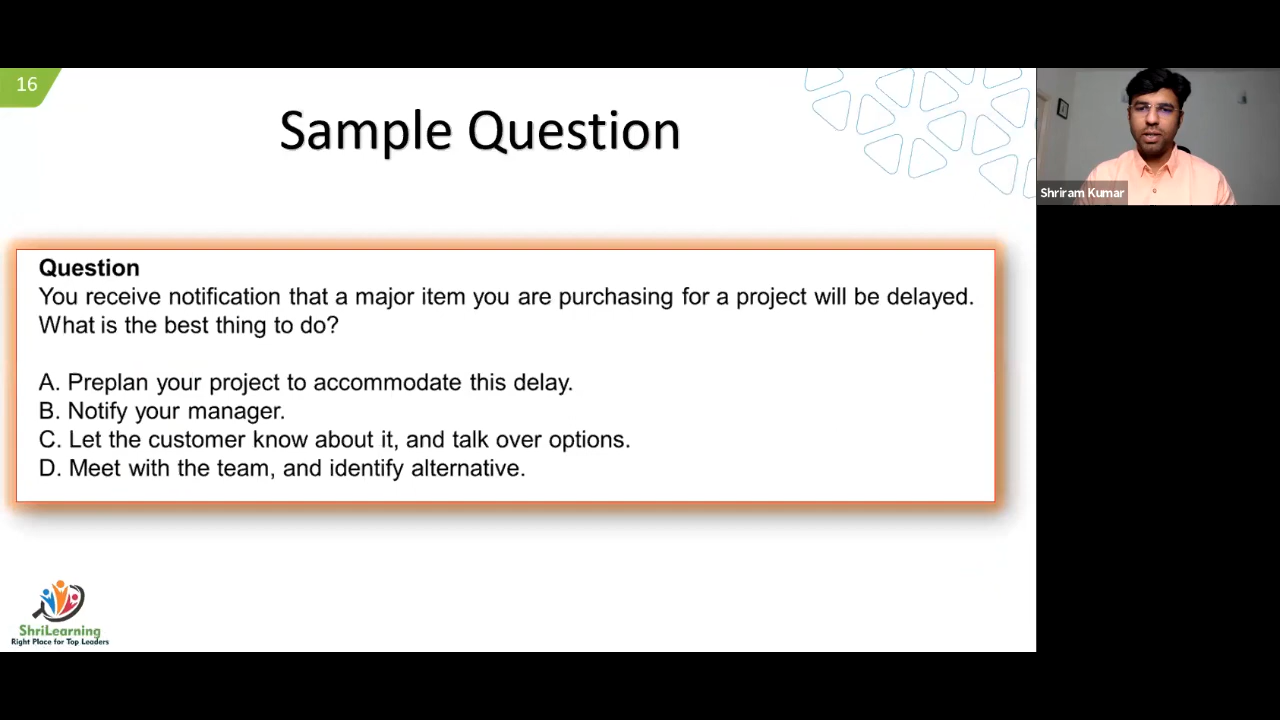 16
Sample Question
Shriram Kumar
Question
You receive notification that a major item you are purchasing for a project will be delayed.
What is the best thing to do?
A. Preplan your project to accommodate this delay.
B. Notify your manager.
C. Let the customer know about it, and talk over options.
D. Meet with the team, and identify alternative.
ShriLearning
Right Place for Top Leaders